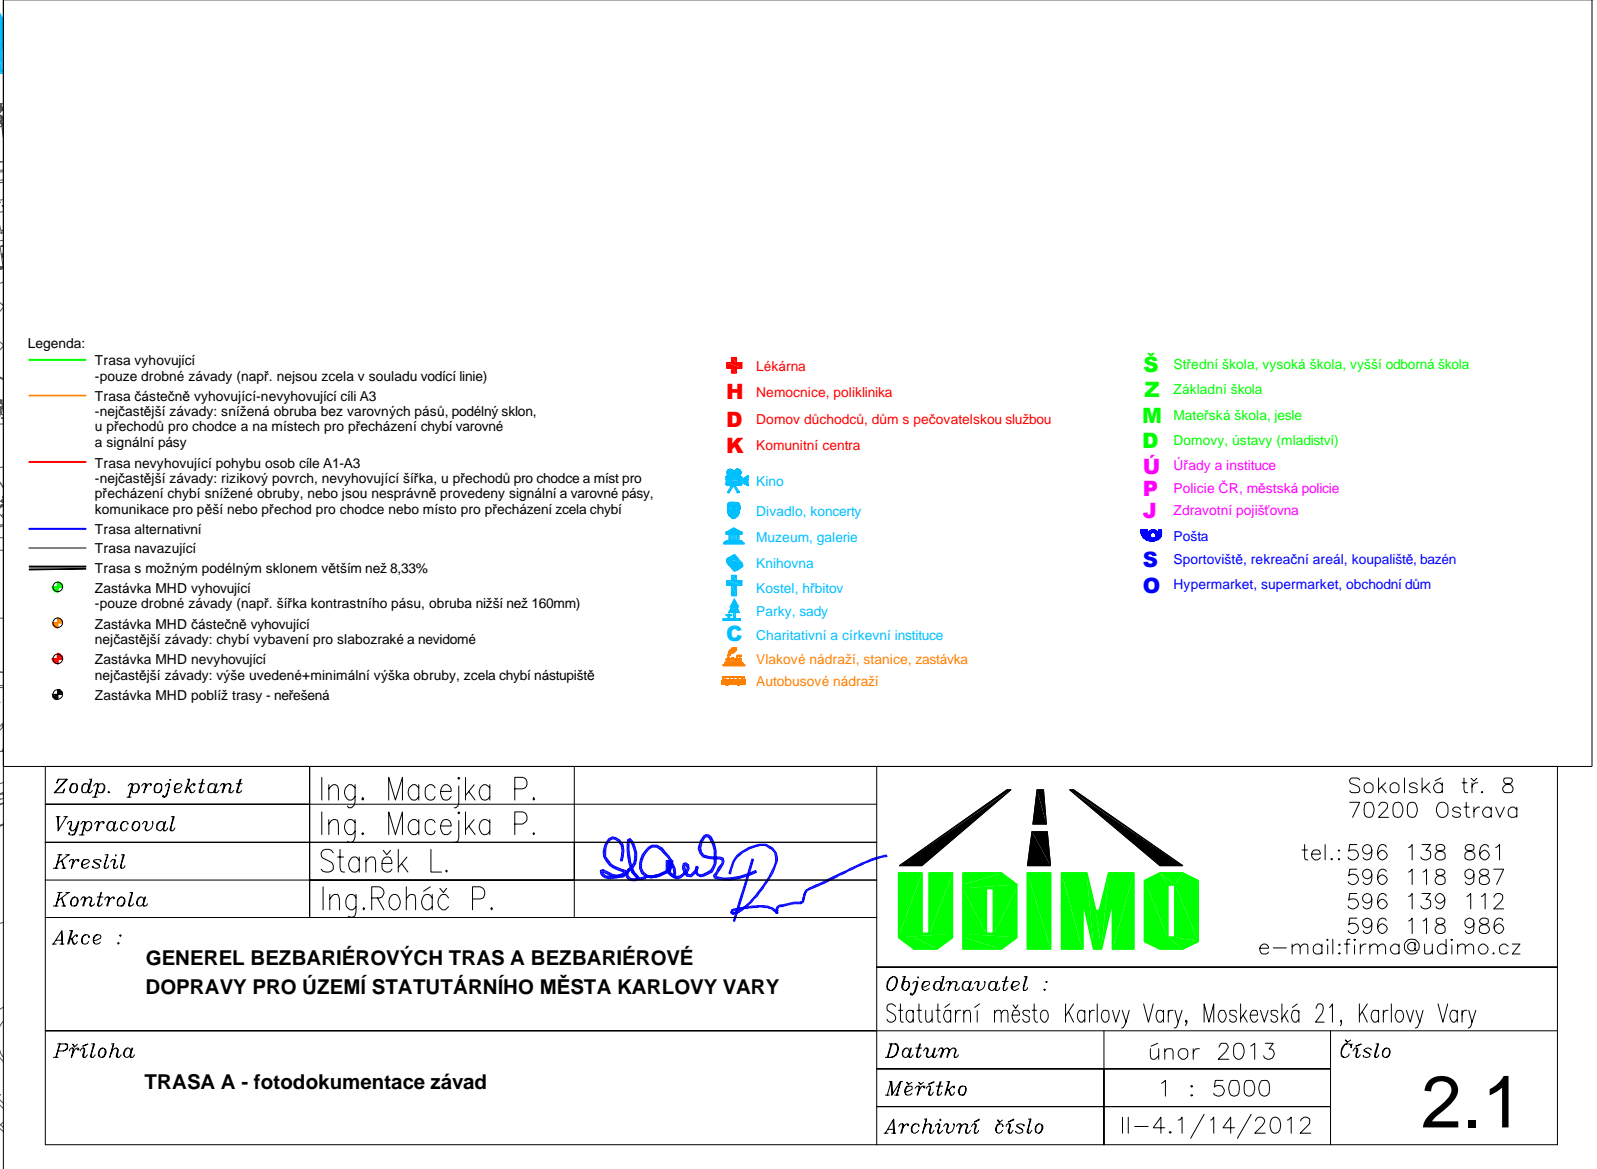 Legenda:
Trasa vyhovující
-pouze drobné závady (např. nejsou zcela v souladu vodící linie)
Trasa částečně vyhovující-nevyhovující cíli A3
-nejčastější závady: snížená obruba bez varovných pásů, podélný sklon,
u přechodů pro chodce a na místech pro přecházení chybí varovné
a signální pásy
Trasa nevyhovující pohybu osob cíle A1-A3
-nejčastější závady: rizikový povrch, nevyhovující šířka, u přechodů pro chodce a míst pro
přecházení chybí snížené obruby, nebo jsou nesprávně provedeny signální a varovné pásy,
komunikace pro pěší nebo přechod pro chodce nebo místo pro přecházení zcela chybí
Trasa alternativní
Trasa navazující
Trasa s možným podélným sklonem větším než 8,33%
Zastávka MHD vyhovující
-pouze drobné závady (např. šířka kontrastního pásu, obruba nižší než 160mm)
Zastávka MHD částečně vyhovující
nejčastější závady: chybí vybavení pro slabozraké a nevidomé
Zastávka MHD nevyhovující
nejčastější závady: výše uvedené+minimální výška obruby, zcela chybí nástupiště
Zastávka MHD poblíž trasy - neřešená
Lékárna
H Nemocnice, poliklinika
D Domov důchodců, dům s pečovatelskou službou
K Komunitní centra
Kino
Divadlo, koncerty
Muzeum, galerie
Knihovna
Kostel, hřbitov
Parky, sady
C Charitativní a církevní instituce
Vlakové nádraží, stanice, zastávka
Autobusové nádraží
Š Střední škola, vysoká škola, vyšší odborná škola
Z Základní škola
M Mateřská škola, jesle
D Domovy, ústavy (mladiství)
Ú Úřady a instituce
P Policie ČR, městská policie
J Zdravotní pojišťovna
Pošta
S Sportoviště, rekreační areál, koupaliště, bazén
O Hypermarket, supermarket, obchodní dům
Zodp. projektant Ing. Macejka P.
Vypracoval Ing. Macejka P.
Kreslil Staněk L.
Kontrola Ing.Roháč P.
Akce :
GENEREL BEZBARIÉROVÝCH TRAS A BEZBARIÉROVÉ
DOPRAVY PRO ÚZEMÍ STATUTÁRNÍHO MĚSTA KARLOVY VARY
Příloha
TRASA A - fotodokumentace závad
UDIMO
Sokolská tř. 8
70200 Ostrava
tel.:596 138 861
596 118 987
596 139 112
596 118 986
e-mail:firma@udimo.cz
Objednavatel :
Statutární město Karlovy Vary, Moskevská 21, Karlovy Vary
Datum únor 2013
Měřítko 1 : 5000
Archivní číslo II-4.1/14/2012
Číslo
2.1